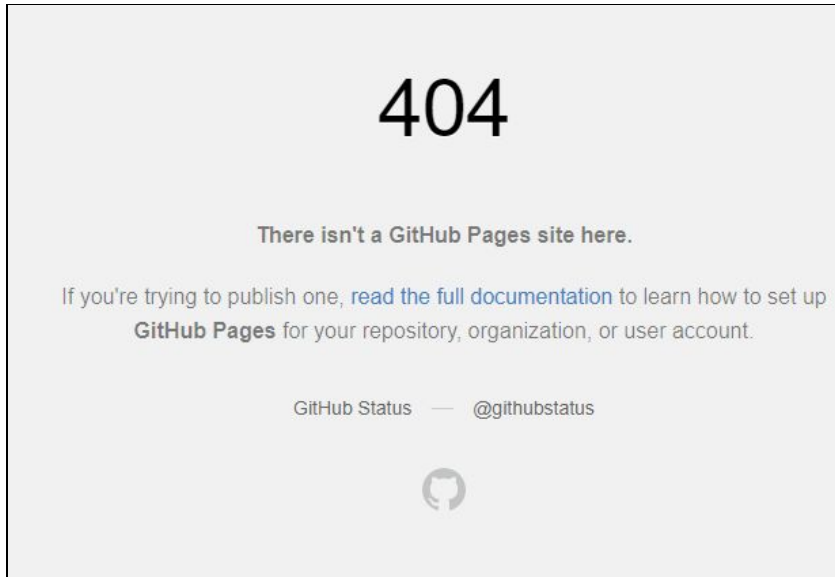 404
There isn't a GitHub Pages site here.
If you're trying to publish one, read the full documentation to learn how to set up
GitHub Pages for your repository, organization, or user account.
GitHub Status — @githubstatus